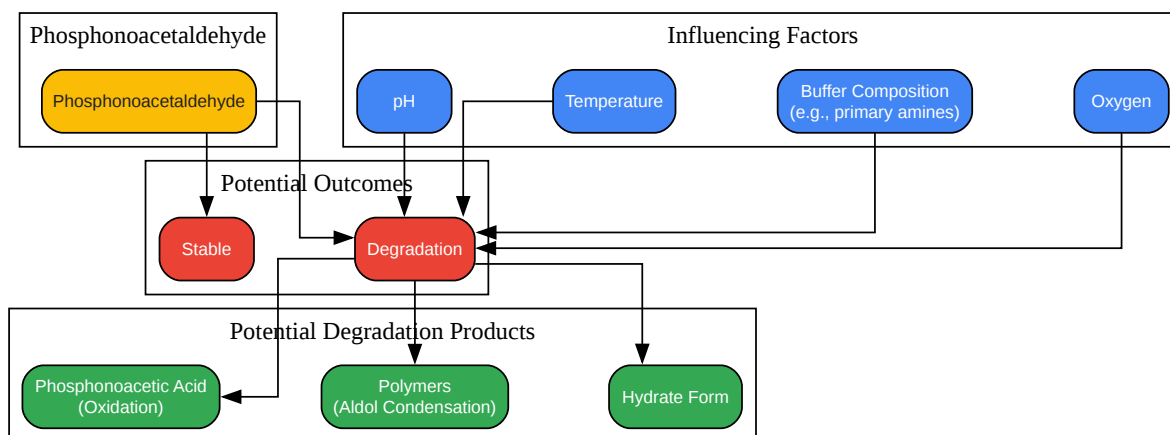 Phosphonoacetaldehyde
Influencing Factors
Phosphonoacetaldehyde
pH
Temperature
Buffer Composition
(e.g., primary amines)
Oxygen
Potential Outcomes
Stable
Degradation
Potential Degradation Products
Phosphonoacetic Acid
(Oxidation)
Polymers
(Aldol Condensation)
Hydrate Form